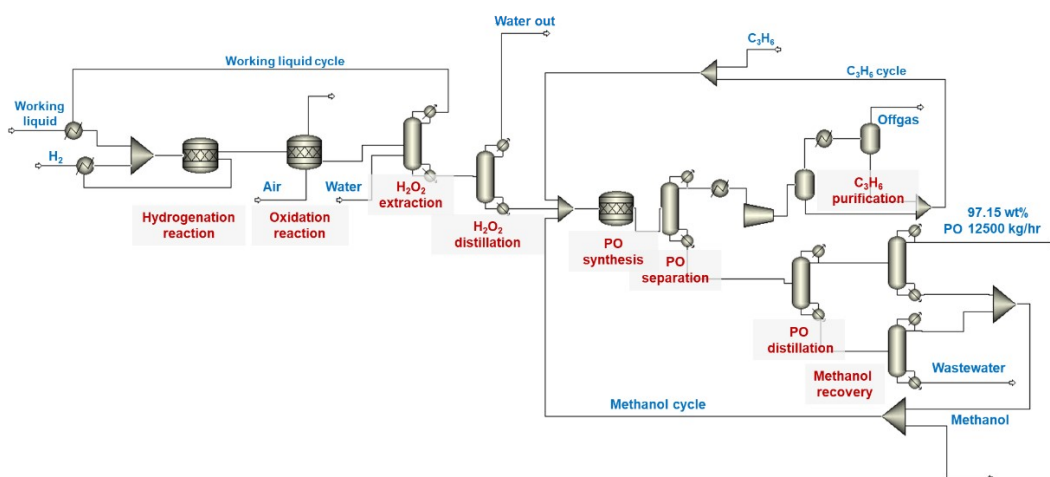 Water out
C₃H₆
Working liquid cycle
C₃H₆ cycle
Working
liquid
Offgas
H₂
Air
Water
H₂O₂
extraction
C₃H₆
purification
Hydrogenation
reaction
Oxidation
reaction
H₂O₂
distillation
97.15 wt%
PO 12500 kg/hr
PO
synthesis
PO
separation
PO
distillation
Methanol
recovery
Wastewater
Methanol cycle
Methanol